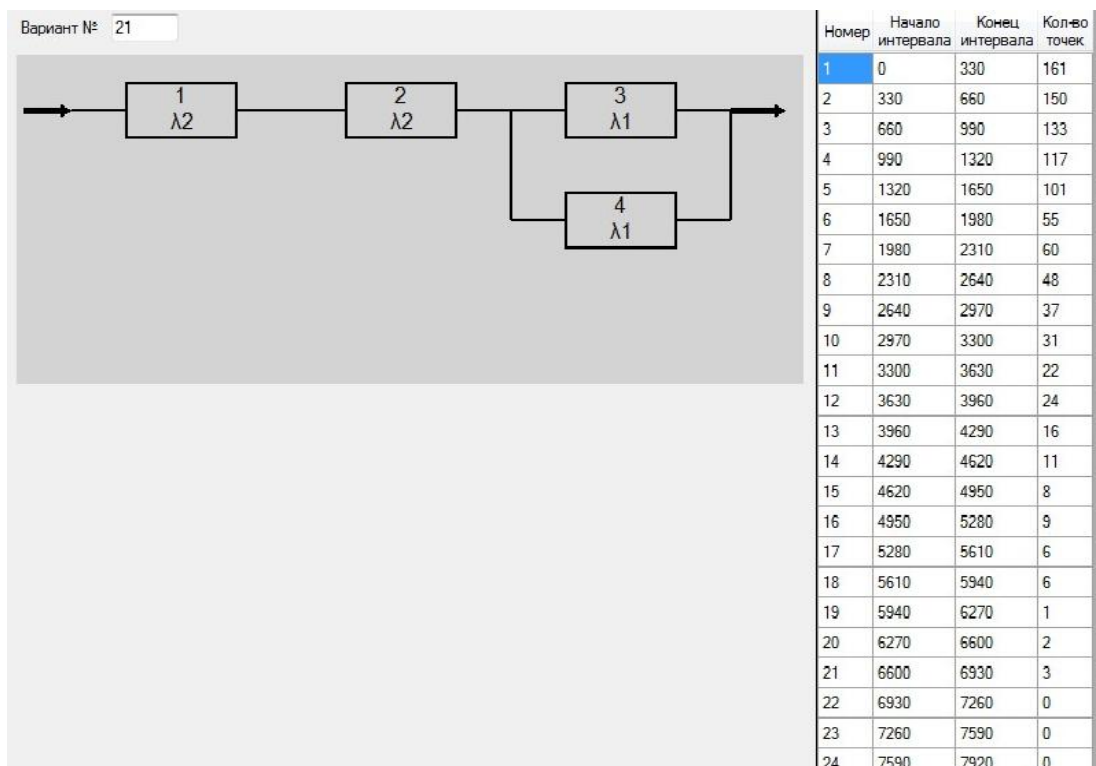 Вариант № 21
1
λ2
2
λ2
3
λ1
4
λ1
Номер Начало интервала Конец интервала Кол-во точек
1 0 330 161
2 330 660 150
3 660 990 133
4 990 1320 117
5 1320 1650 101
6 1650 1980 55
7 1980 2310 60
8 2310 2640 48
9 2640 2970 37
10 2970 3300 31
11 3300 3630 22
12 3630 3960 24
13 3960 4290 16
14 4290 4620 11
15 4620 4950 8
16 4950 5280 9
17 5280 5610 6
18 5610 5940 6
19 5940 6270 1
20 6270 6600 2
21 6600 6930 3
22 6930 7260 0
23 7260 7590 0
24 7590 7920 0